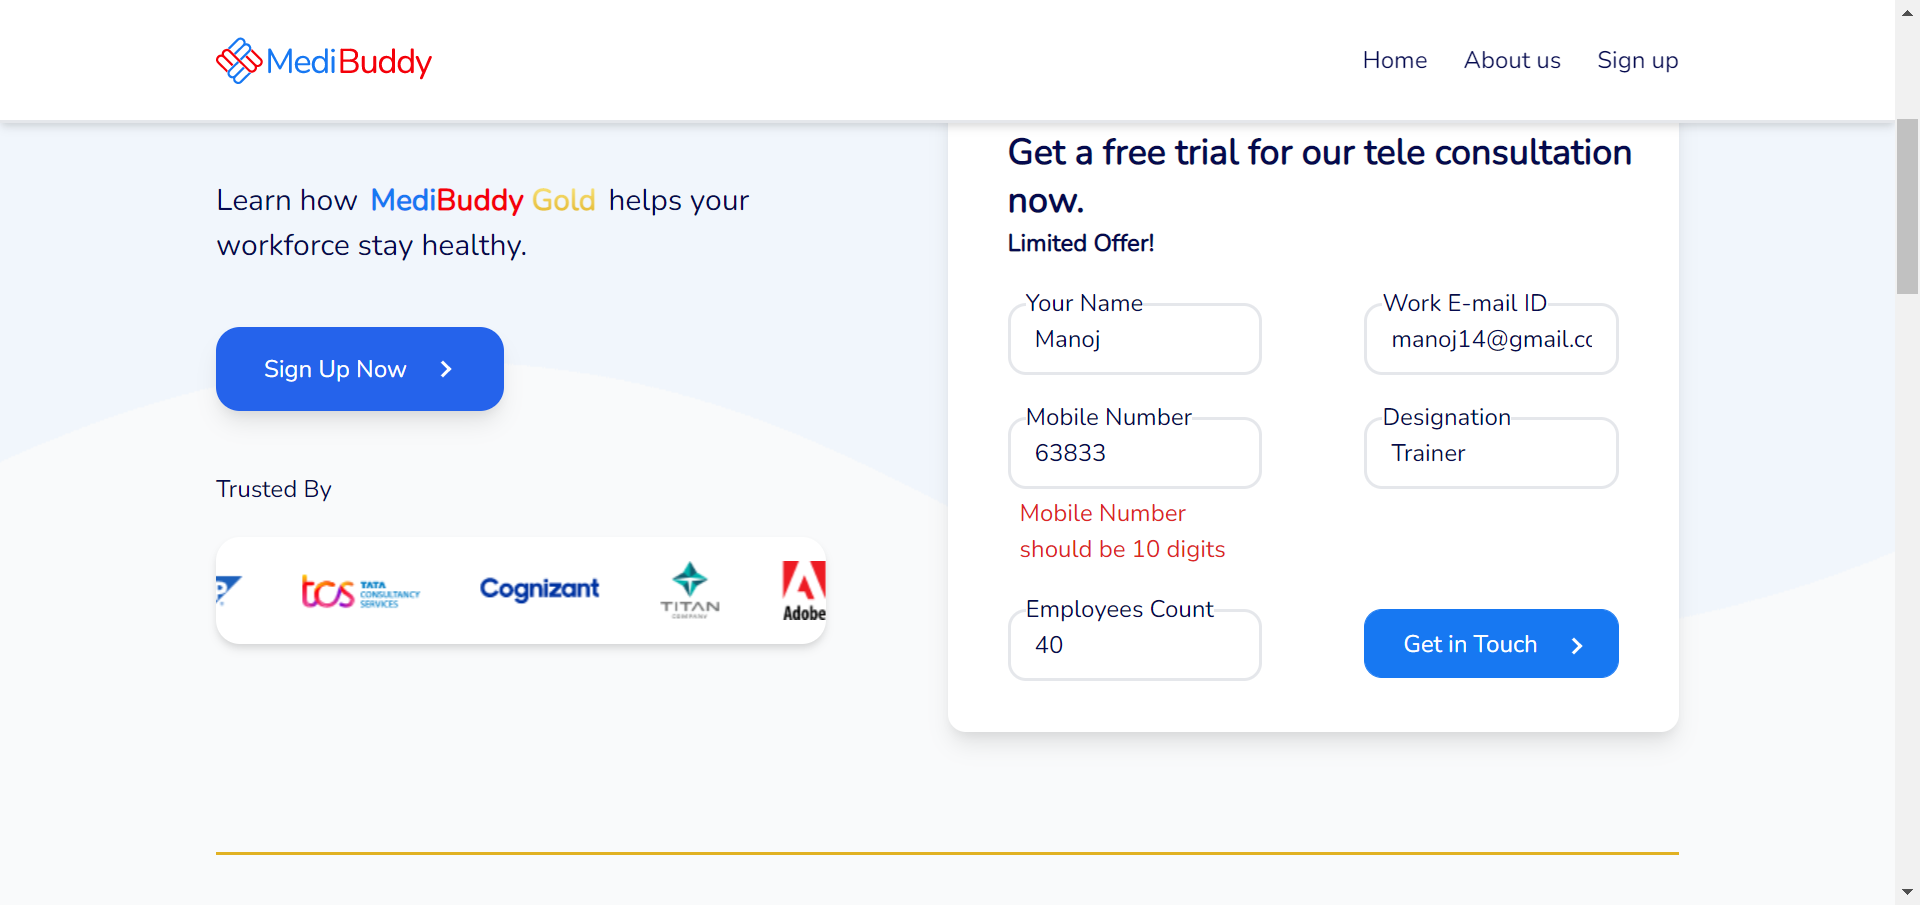 MediBuddy
Home
About us
Sign up
Learn how MediBuddy Gold helps your
workforce stay healthy.
Sign Up Now
Trusted By
tcs TATA
CONSULTANCY
SERVICES
Cognizant
TITAN
COMPANY
Adobe
Get a free trial for our tele consultation
now.
Limited Offer!
Your Name
Manoj
Work E-mail ID
manoj14@gmail.cc
Mobile Number
63833
Designation
Trainer
Mobile Number
should be 10 digits
Employees Count
40
Get in Touch